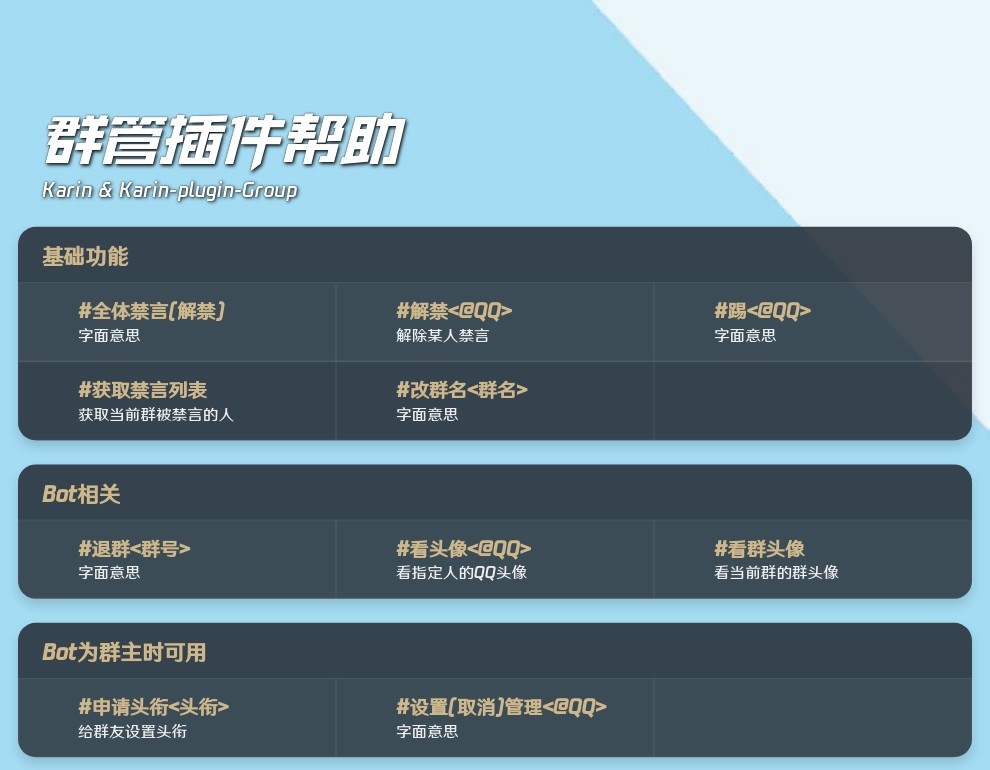 群管插件帮助
Karin & Karin-plugin-Group
基础功能
#全体禁言[解禁]
字面意思
#解禁<@QQ>
解除某人禁言
#踢<@QQ>
字面意思
#获取禁言列表
获取当前群被禁言的人
#改群名<群名>
字面意思
Bot相关
#退群<群号>
字面意思
#看头像<@QQ>
看指定人的QQ头像
#看群头像
看当前群的群头像
Bot为群主时可用
#申请头衔<头衔>
给群友设置头衔
#设置[取消]管理<@QQ>
字面意思